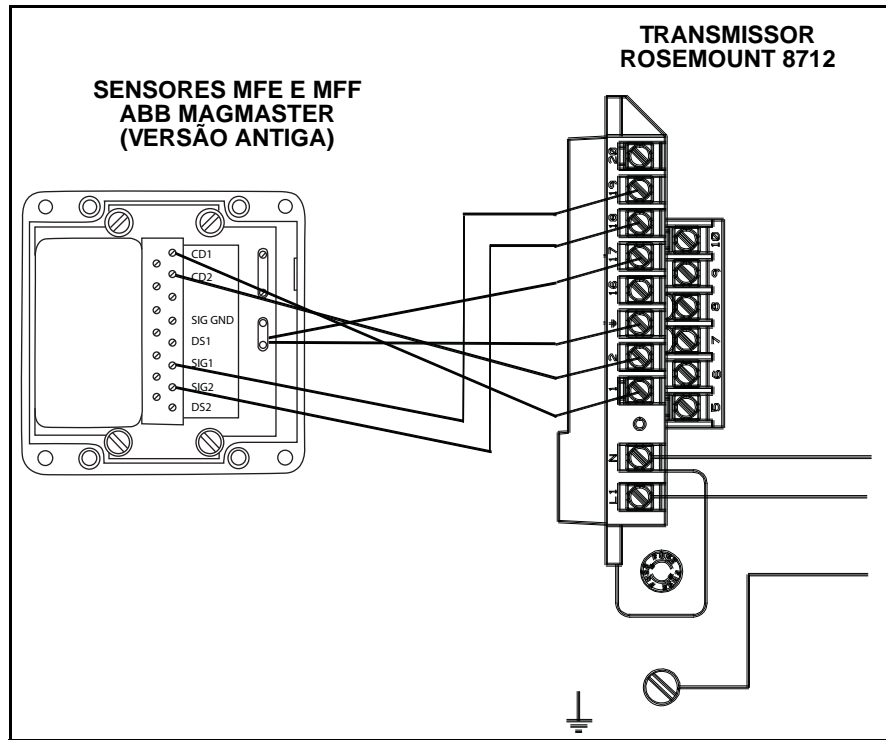 TRANSMISSOR
ROSEMOUNT 8712
SENSORES MFE E MFF
ABB MAGMASTER
(VERSÃO ANTIGA)
CD1
CD2
SIG GND
DS1
SIG1
SIG2
DS2
20
19
18
17
16
2
1
N
L1
10
9
8
7
6
5